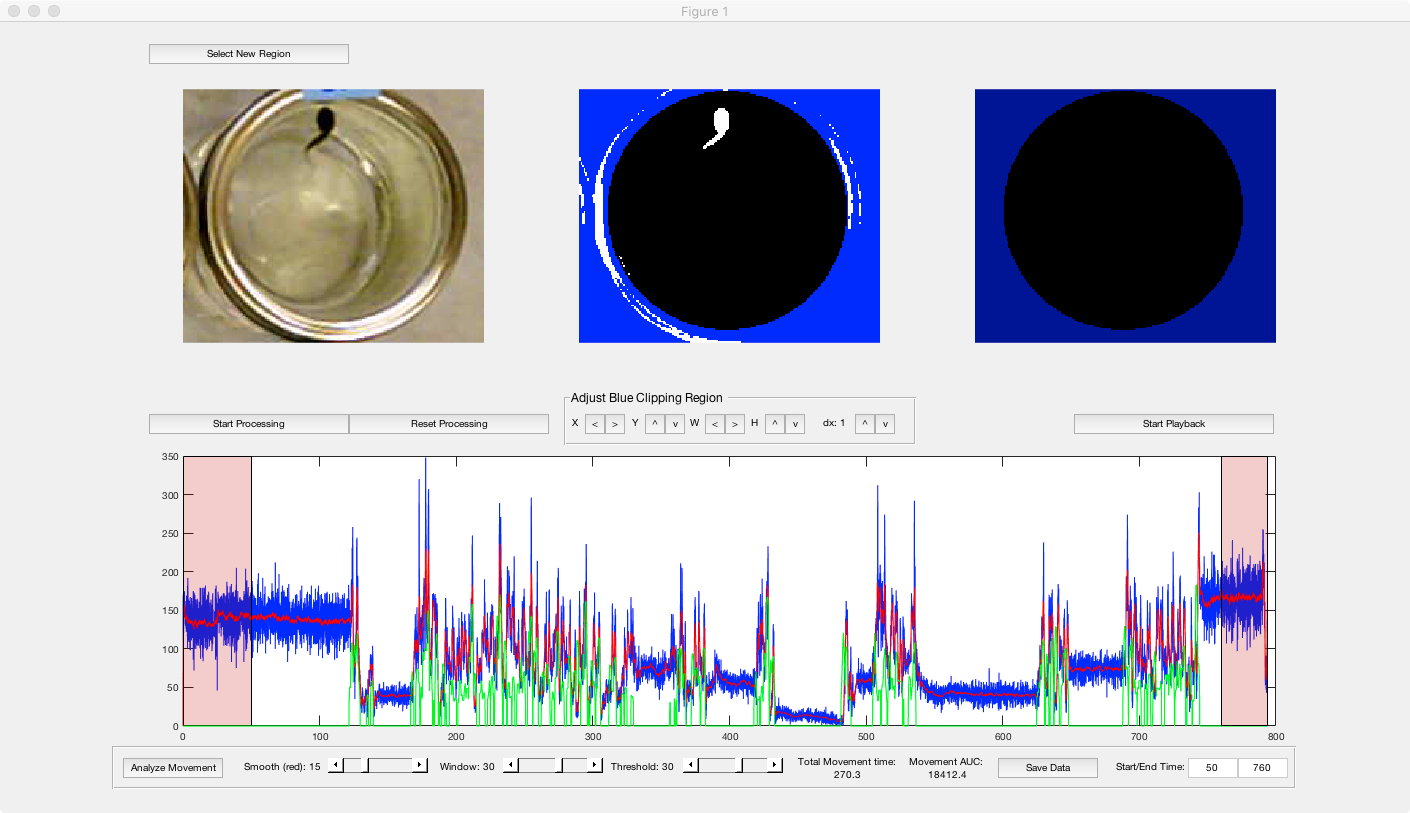 Figure 1
Select New Region
Adjust Blue Clipping Region
Start Processing Reset Processing X < > Y ^ v W < > H ^ v dx: 1 ^ v Start Playback
350
300
250
200
150
100
50
0
0 100 200 300 400 500 600 700 800
Analyze Movement Smooth (red): 15 Window: 30 Threshold: 30 Total Movement time: Movement AUC: Save Data Start/End Time: 50 760
270.3 18412.4